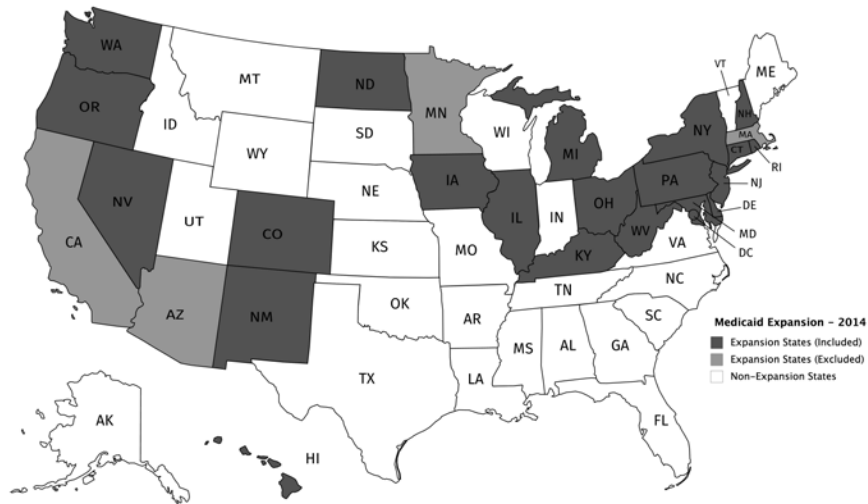 WA
OR
CA
NV
ID
MT
WY
UT
AZ
CO
NM
ND
SD
NE
KS
OK
TX
MN
IA
MO
AR
LA
WI
IL
MI
IN
OH
KY
TN
MS
AL
GA
FL
SC
NC
VA
WV
PA
NY
VT
NH
ME
MA
CT
RI
NJ
DE
MD
DC
AK
HI
Medicaid Expansion - 2014
Expansion States (Included)
Expansion States (Excluded)
Non-Expansion States